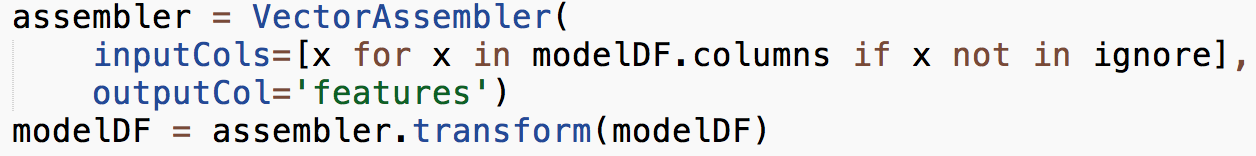 assembler = VectorAssembler(
    inputCols=[x for x in modelDF.columns if x not in ignore],
    outputCol='features')
modelDF = assembler.transform(modelDF)